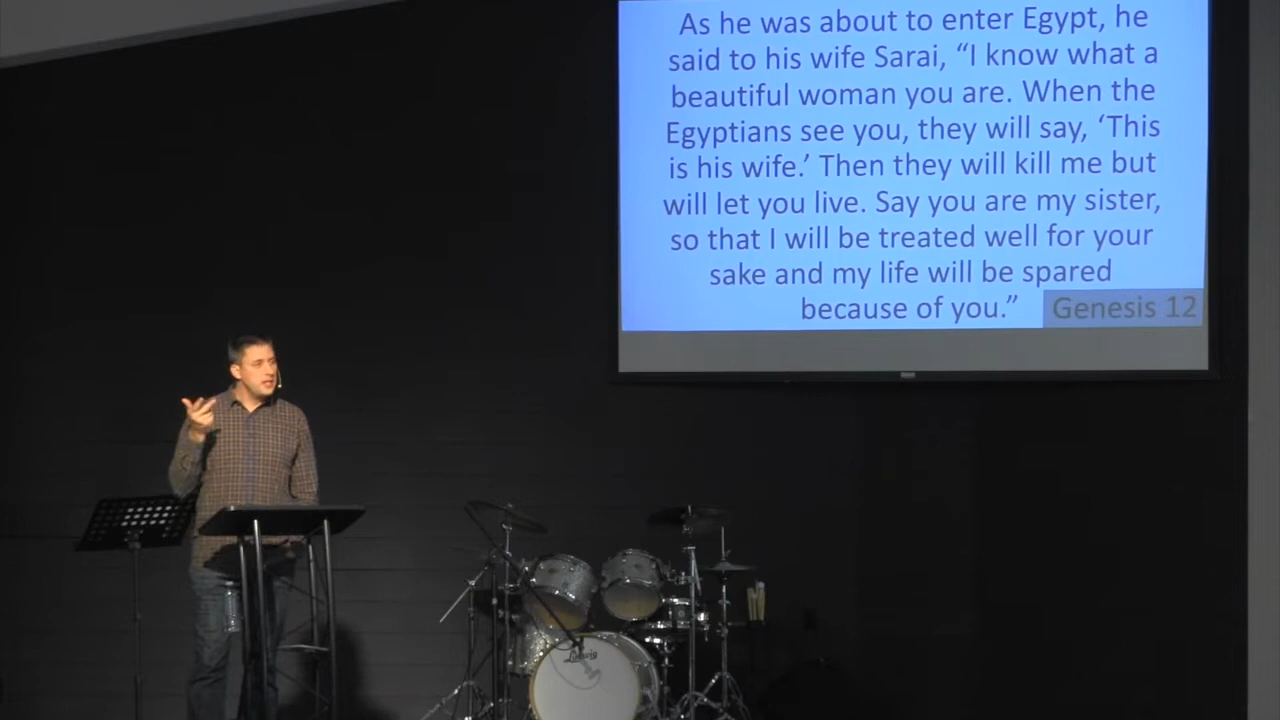 As he was about to enter Egypt, he
said to his wife Sarai, “I know what a
beautiful woman you are. When the
Egyptians see you, they will say, ‘This
is his wife.’ Then they will kill me but
will let you live. Say you are my sister,
so that I will be treated well for your
sake and my life will be spared
because of you.”
Genesis 12
Ludwig